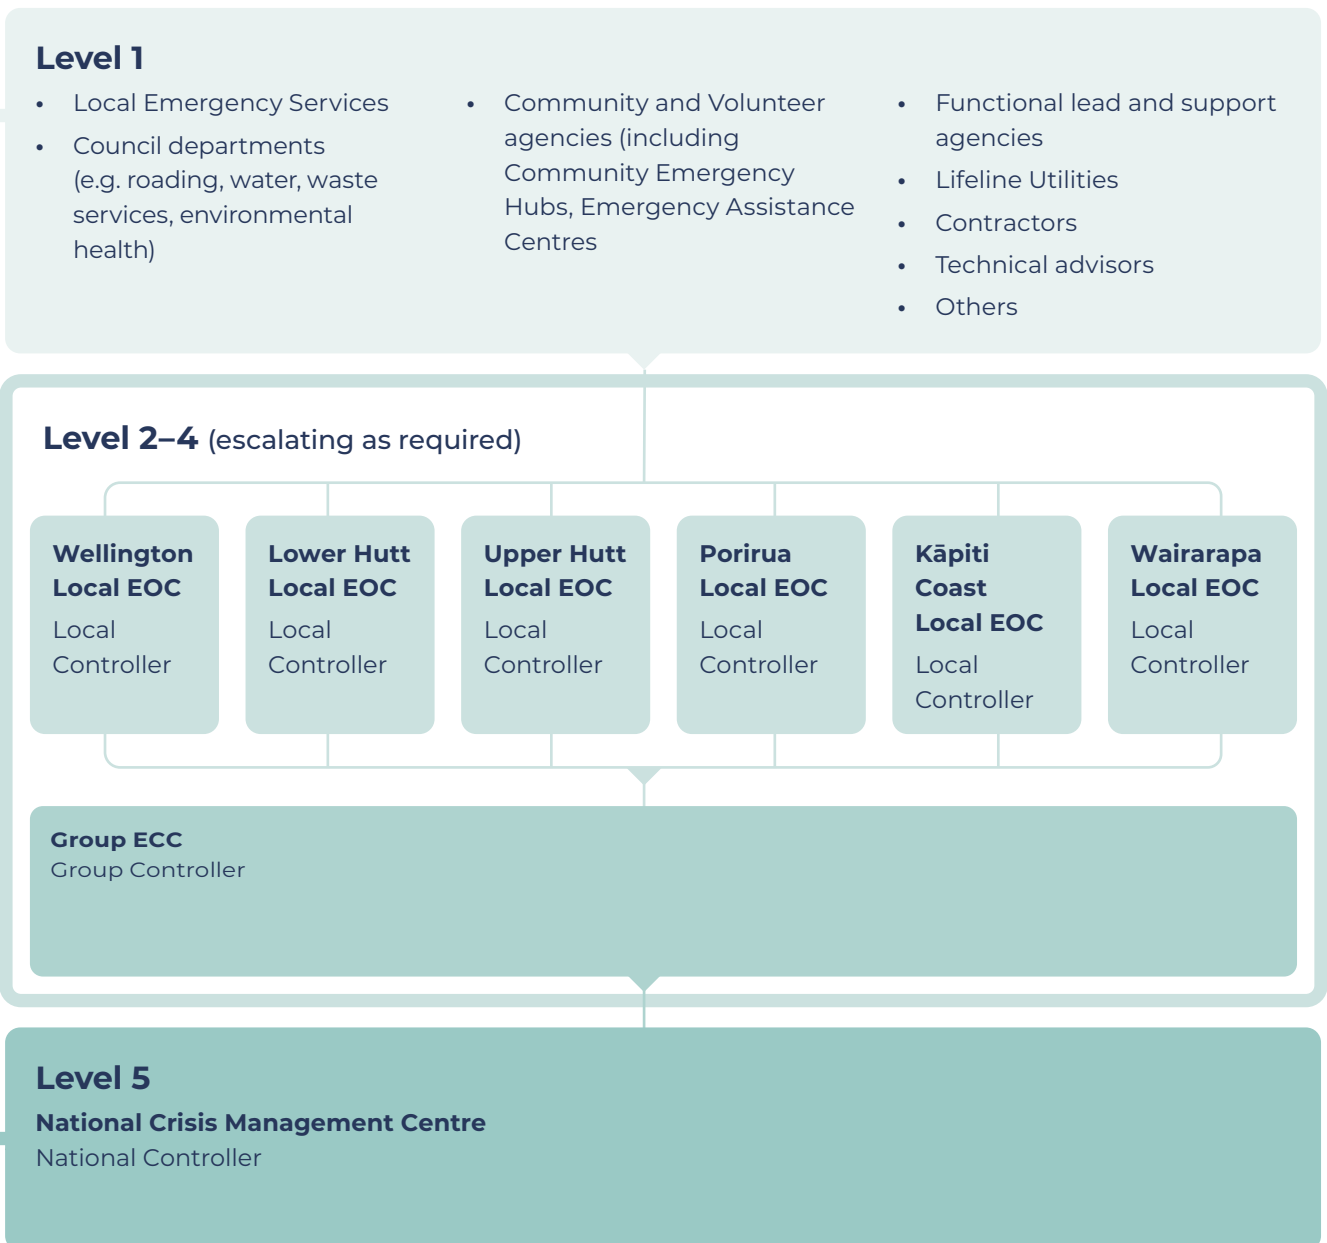 Level 1
• Local Emergency Services
• Council departments
(e.g. roading, water, waste
services, environmental
health)
• Community and Volunteer
agencies (including
Community Emergency
Hubs, Emergency Assistance
Centres
• Functional lead and support
agencies
• Lifeline Utilities
• Contractors
• Technical advisors
• Others
Level 2–4 (escalating as required)
Wellington
Local EOC
Local
Controller
Lower Hutt
Local EOC
Local
Controller
Upper Hutt
Local EOC
Local
Controller
Porirua
Local EOC
Local
Controller
Kāpiti
Coast
Local EOC
Local
Controller
Wairarapa
Local EOC
Local
Controller
Group ECC
Group Controller
Level 5
National Crisis Management Centre
National Controller